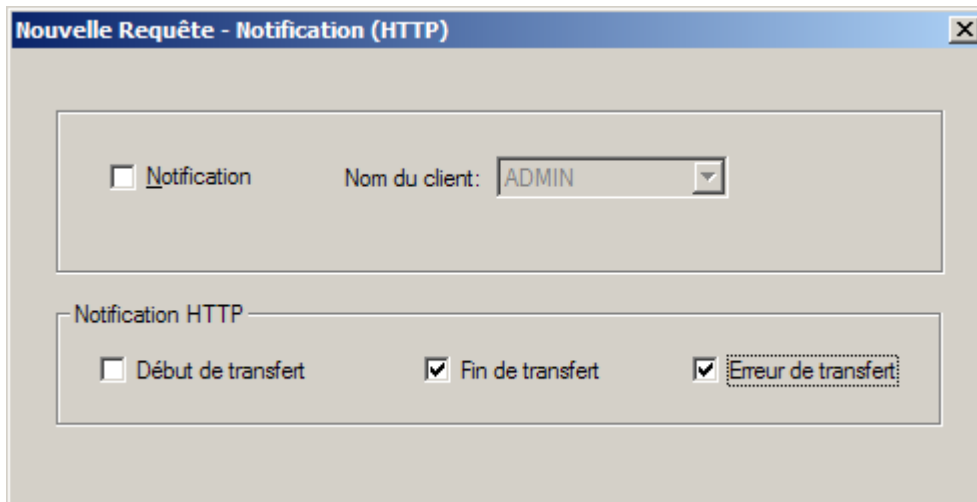 Nouvelle Requête - Notification (HTTP)
Notification Nom du client: ADMIN
Notification HTTP
Début de transfert Fin de transfert Erreur de transfert